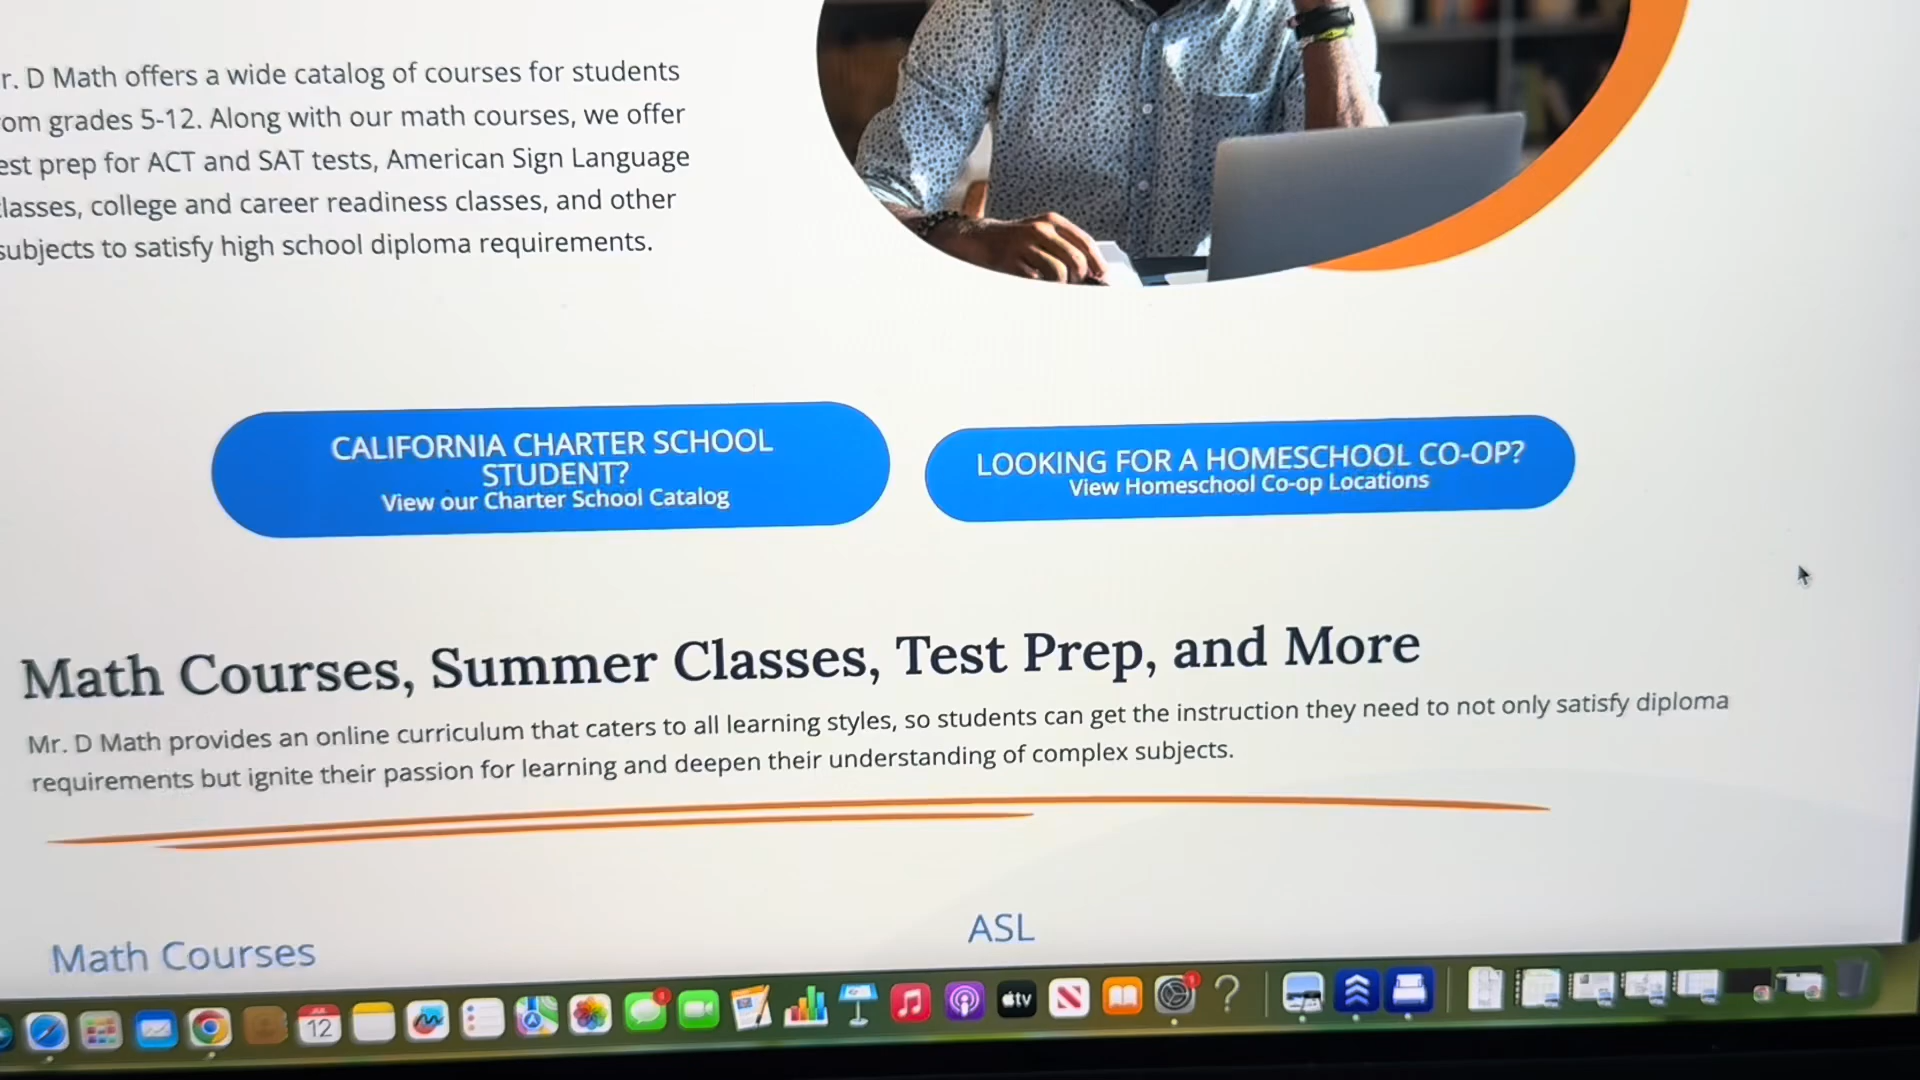 r. D Math offers a wide catalog of courses for students
om grades 5-12. Along with our math courses, we offer
est prep for ACT and SAT tests, American Sign Language
lasses, college and career readiness classes, and other
subjects to satisfy high school diploma requirements.
CALIFORNIA CHARTER SCHOOL
STUDENT?
View our Charter School Catalog
LOOKING FOR A HOMESCHOOL CO-OP?
View Homeschool Co-op Locations
Math Courses, Summer Classes, Test Prep, and More
Mr. D Math provides an online curriculum that caters to all learning styles, so students can get the instruction they need to not only satisfy diploma
requirements but ignite their passion for learning and deepen their understanding of complex subjects.
Math Courses
ASL
JUL
12
1
tv
1
?